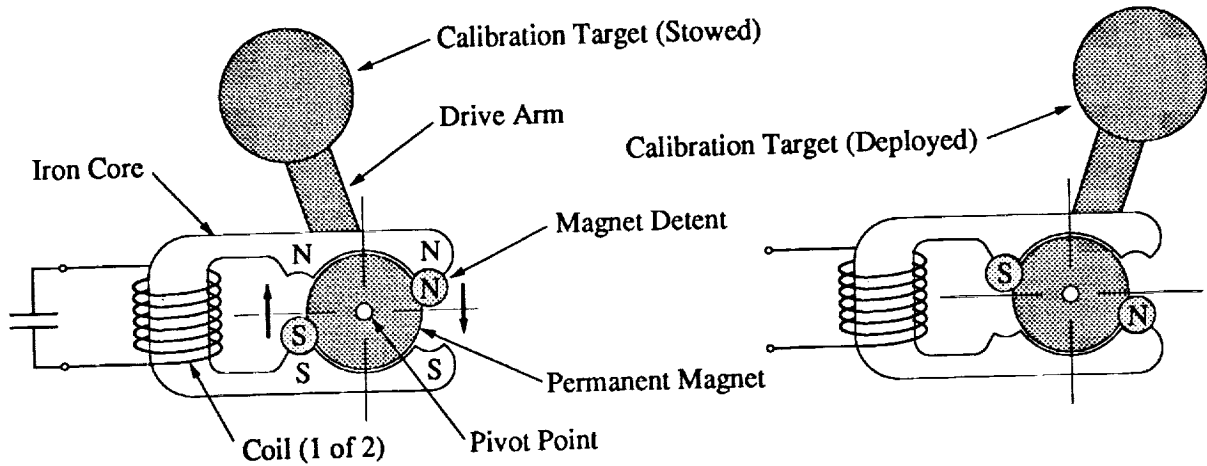 Calibration Target (Stowed)
Drive Arm
Calibration Target (Deployed)
Iron Core
Magnet Detent
N
N
N
S
S
S
S
N
Permanent Magnet
Coil (1 of 2)
Pivot Point